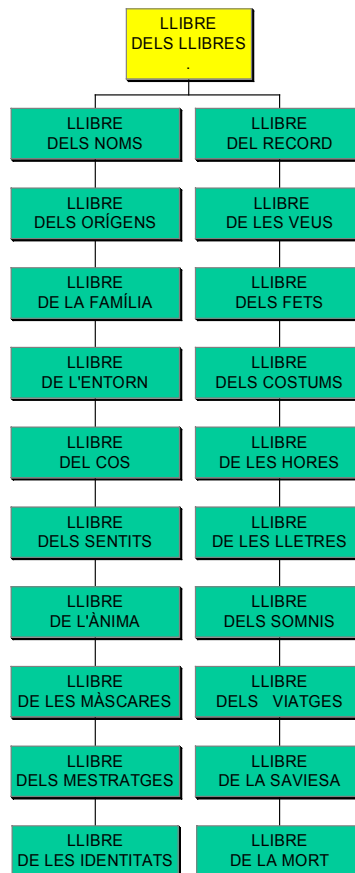 LLIBRE
DELS LLIBRES
.
LLIBRE
DELS NOMS
LLIBRE
DEL RECORD
LLIBRE
DELS ORÍGENS
LLIBRE
DE LES VEUS
LLIBRE
DE LA FAMÍLIA
LLIBRE
DELS FETS
LLIBRE
DE L'ENTORN
LLIBRE
DELS COSTUMS
LLIBRE
DEL COS
LLIBRE
DE LES HORES
LLIBRE
DELS SENTITS
LLIBRE
DE LES LLETRES
LLIBRE
DE L'ÀNIMA
LLIBRE
DELS SOMNIS
LLIBRE
DE LES MÀSCARES
LLIBRE
DELS VIATGES
LLIBRE
DELS MESTRATGES
LLIBRE
DE LA SAVIESA
LLIBRE
DE LES IDENTITATS
LLIBRE
DE LA MORT